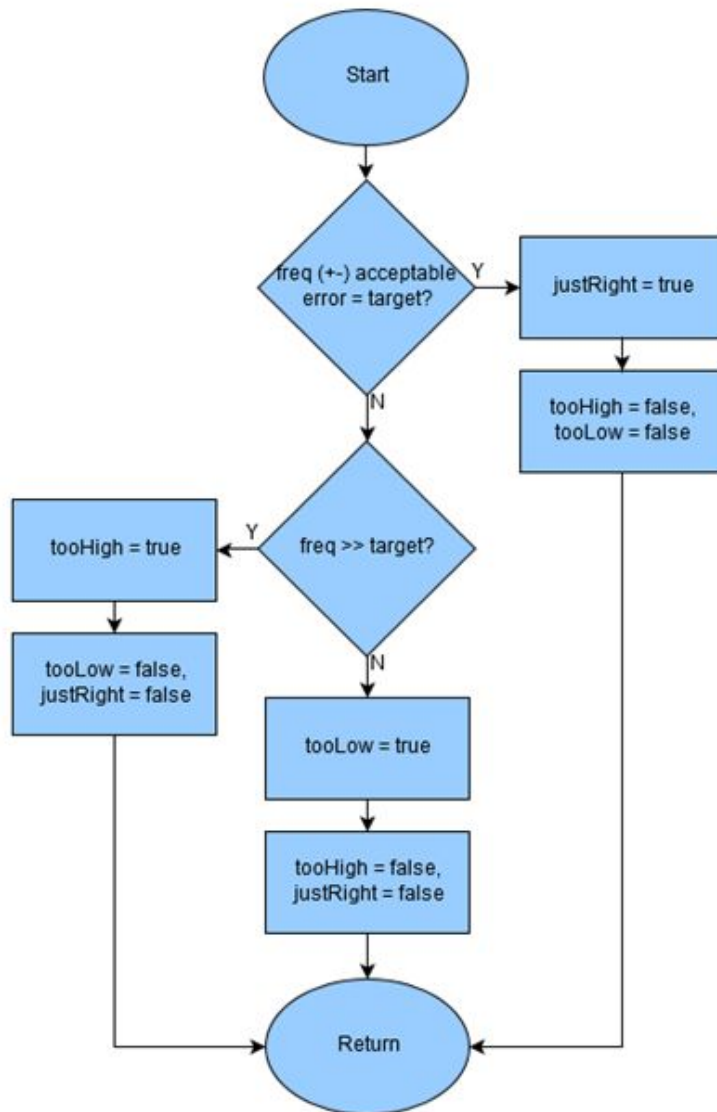 Start
freq (+-) acceptable
error = target?
Y
justRight = true
tooHigh = false,
tooLow = false
N
freq >> target?
Y
tooHigh = true
tooLow = false,
justRight = false
N
tooLow = true
tooHigh = false,
justRight = false
Return